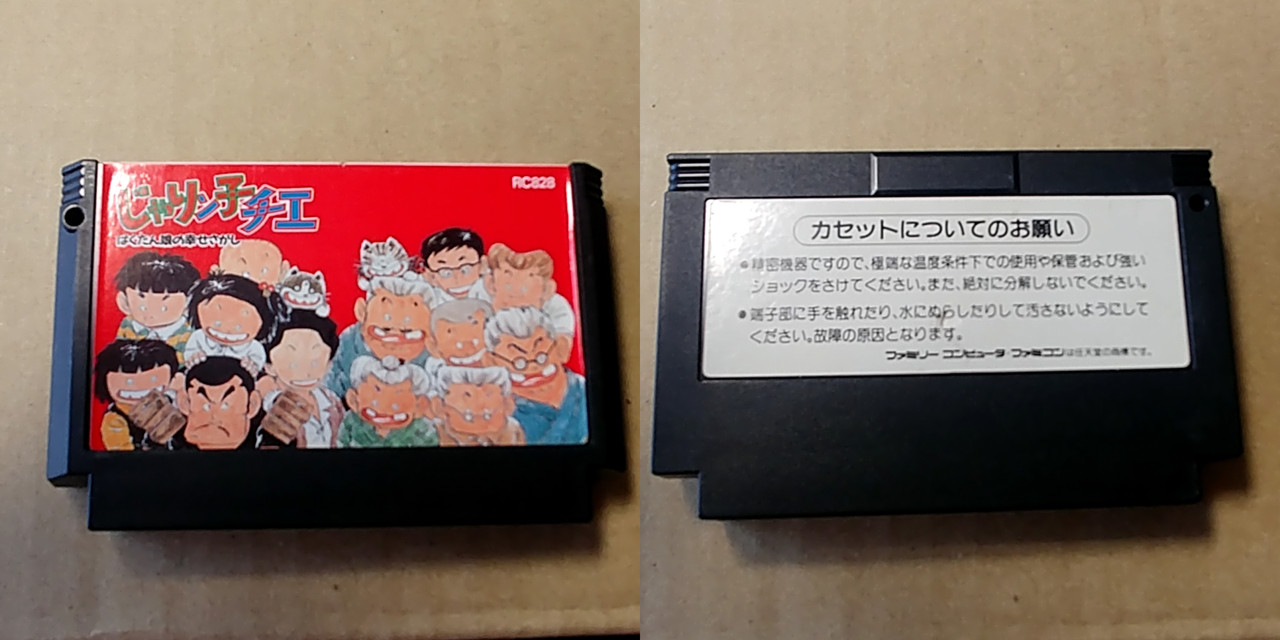 じゃりン子チエ
RC828
ばくだん娘の幸せさがし
カセットについてのお願い
●精密機器ですので、極端な温度条件下での使用や保管および強い
ショックをさけてください。また、絶対に分解しないでください。
●端子部に手を触れたり、水にぬらしたりして汚さないようにして
ください。故障の原因となります。
ファミリー コンピュータ・ファミコンは任天堂の商標です。